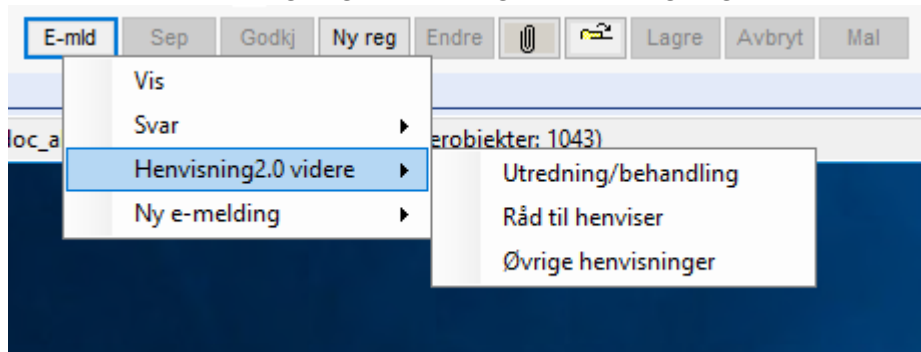 E-mld Sep Godkj Ny reg Endre Lagre Avbryt Mal
Vis
Svar
erobjekter: 1043)
Henvisning2.0 videre
Utredning/behandling
Ny e-melding
Råd til henviser
Øvrige henvisninger